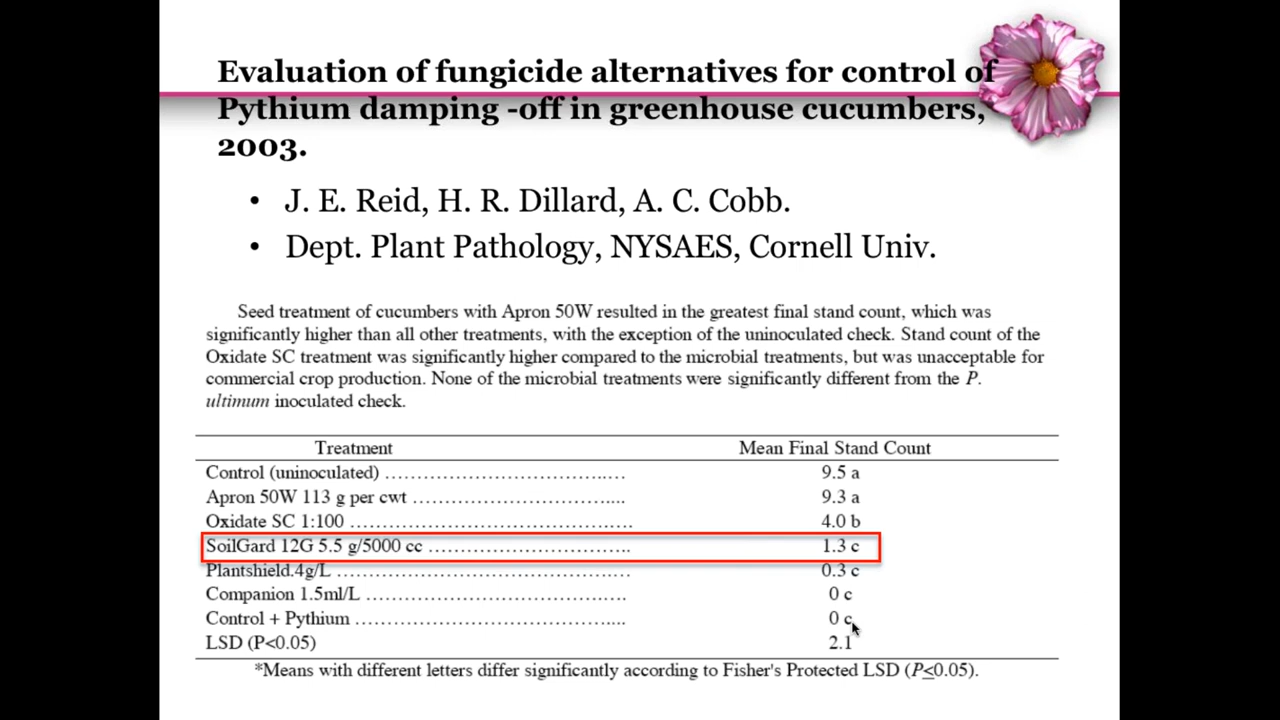 Evaluation of fungicide alternatives for control of
Pythium damping -off in greenhouse cucumbers,
2003.
• J. E. Reid, H. R. Dillard, A. C. Cobb.
• Dept. Plant Pathology, NYSAES, Cornell Univ.
Seed treatment of cucumbers with Apron 50W resulted in the greatest final stand count, which was
significantly higher than all other treatments, with the exception of the uninoculated check. Stand count of the
Oxidate SC treatment was significantly higher compared to the microbial treatments, but was unacceptable for
commercial crop production. None of the microbial treatments were significantly different from the P.
ultimum inoculated check.
Treatment Mean Final Stand Count
Control (uninoculated) ........................................ 9.5 a
Apron 50W 113 g per cwt ........................................ 9.3 a
Oxidate SC 1:100 ........................................ 4.0 b
SoilGard 12G 5.5 g/5000 cc ........................................ 1.3 c
Plantshield.4g/L ........................................ 0.3 c
Companion 1.5ml/L ........................................ 0 c
Control + Pythium ........................................ 0 c
LSD (P<0.05) 2.1
*Means with different letters differ significantly according to Fisher's Protected LSD (P≤0.05).